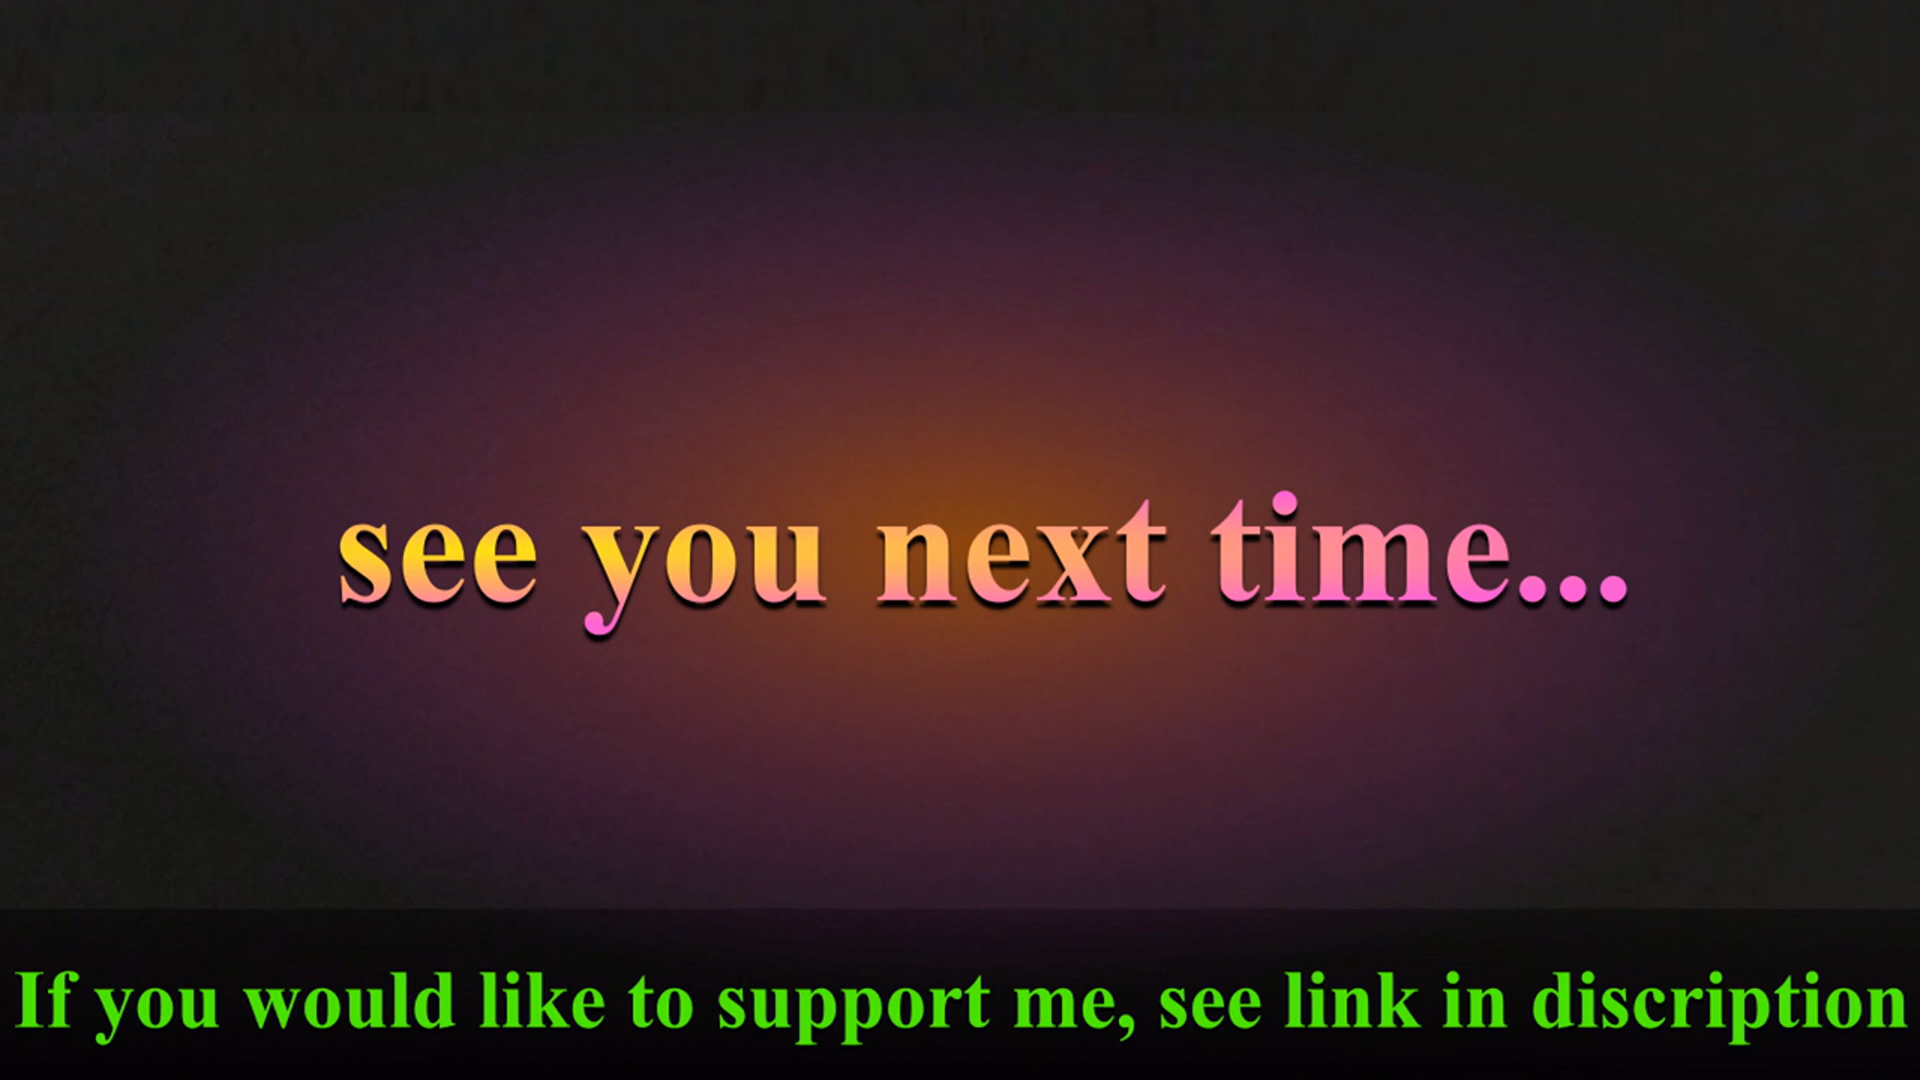 see you next time...
If you would like to support me, see link in discription